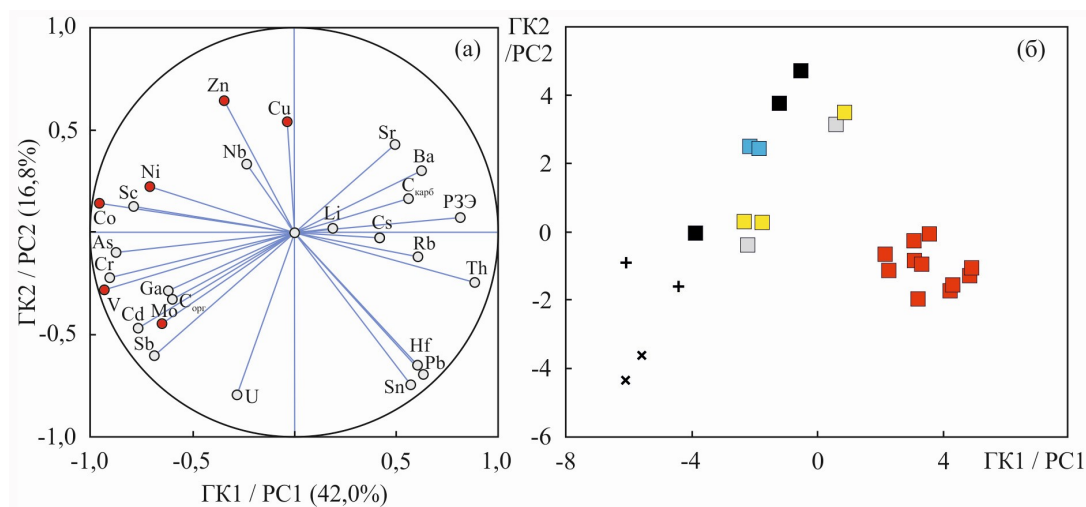 1,0
0,5
0
-0,5
-1,0
ГК2 / PC2 (16,8%)
(а)
Zn
Cu
Nb
Sr
Ba
Cкарб
РЗЭ
Ni
Sc
Co
Li
Cs
As
Rb
Cr
Th
Ga
V
Mo
Cорг
Cd
Sb
Hf
Pb
Sn
U
-1,0
-0,5
0
0,5
1,0
ГК1 / PC1 (42,0%)
ГК2
/PC2
(б)
4
2
0
-2
-4
-6
-8
-4
0
4
ГК1 / PC1